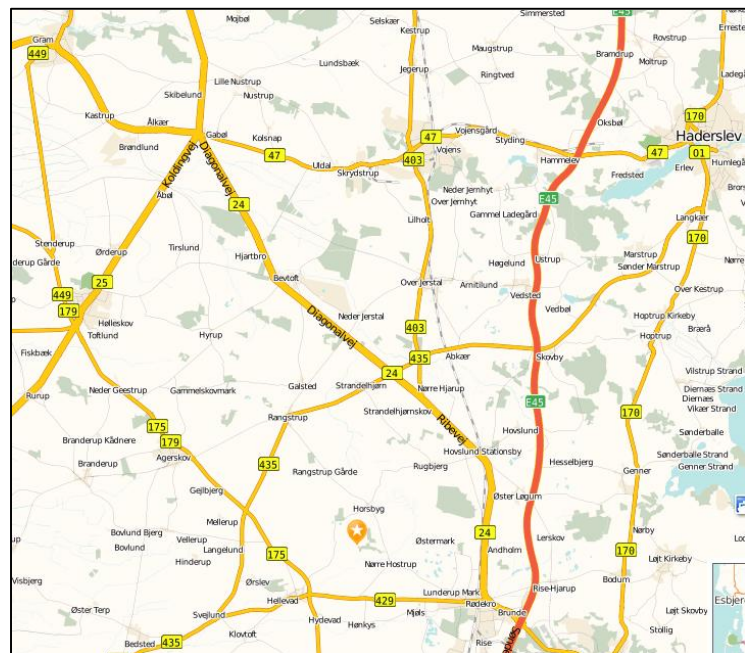 Mojbøl
Selskær
Simmersted
E45
Kestrup
Gram
449
Maugstrup
Bramdrup
Rovstrup
Erreste
Lundsbæk
Jegerup
Ringtved
Moltrup
Ladegå
Lille Nustrup
Skibelund
Nustrup
Kastrup
Ålkær
Oksbøl
170
Gabøl
Kolsnap
47
Vojensgård
Styding
Haderslev
Brøndlund
47
403
Vojens
Hammelev
47
01
Uldal
Skrydstrup
Fredsted
Erlev
Humlegå
Koldingvej
Diagonalvej
Abøl
Neder Jernhyt
24
Over Jernhyt
E45
Lilholt
Gammel Ladegård
Langkær
Stenderup
Tirslund
170
Ørderup
Hjartbro
Høgelund
Ustrup
Marstrup
Nørre
derup Gårde
25
Bevtoft
Over Jerstal
Arnitlund
Sønder Marstrup
449
179
Vedsted
Vedbøl
Over Kestrup
Hølleskov
Neder Jerstal
Hoptrup Kirkeby
Toftlund
Hyrup
Diagonalvej
403
Hoptrup
Brærå
Fiskbæk
435
Abkær
Skovby
Galsted
Strandelhjørn
24
Vilstrup Strand
Neder Geestrup
Gammelskovmark
Nørre Hjarup
Diernæs Strand
Rurup
E45
Diernæs
Vikær Strand
Rangstrup
Strandelhjørnskov
Ribevej
170
175
Hovslund
Sønderballe
Branderup Kådnere
179
Agerskov
435
Hovslund Stationsby
Sønderballe Strand
Branderup
Rangstrup Gårde
Rugbjerg
Hesselbjerg
Genner
Genner Strand
Gejlbjerg
Øster Løgum
Mellerup
Horsbyg
Bovlund Bjerg
Vellerup
175
Østermark
24
Lerskov
Nørby
Bovlund
Langelund
Andholm
170
Hinderup
Nørre Hostrup
Løjt Kirkeby
Visbjerg
Ørslev
Lunderup Mark
Rise-Hjarup
Bodum
Esbjer
Øster Terp
Hellevad
429
Rødekro
Svejlund
Mjøls
Brunde
Løjt Skovby
Hydevad
Hønkys
Stollig
Bedsted
435
Klovtoft
Rise